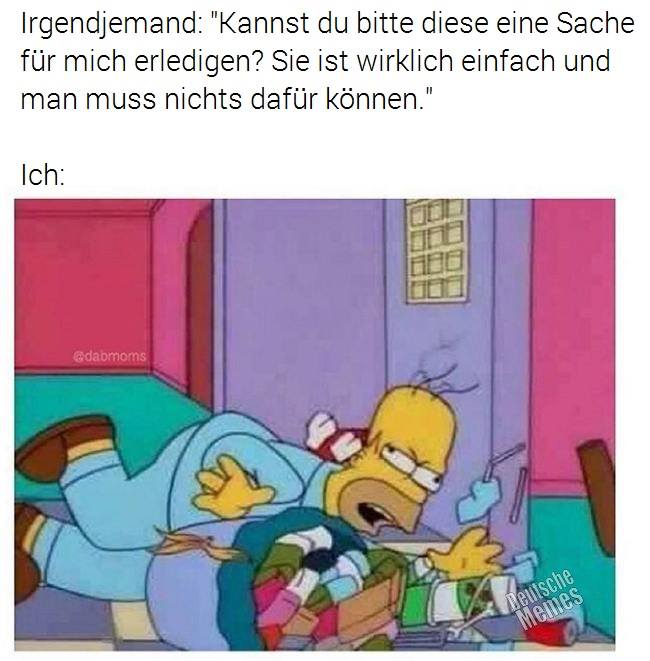 Irgendjemand: "Kannst du bitte diese eine Sache
für mich erledigen? Sie ist wirklich einfach und
man muss nichts dafür können."
Ich:
@dabmoms
Deutsche
Memes